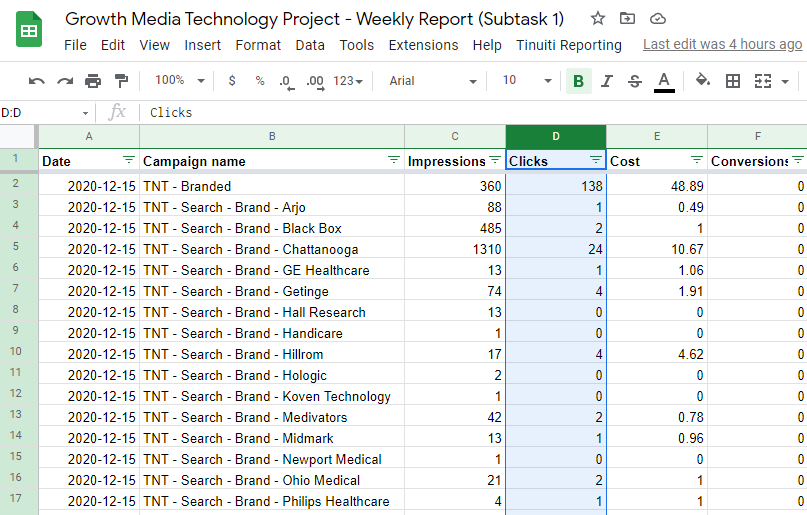 Growth Media Technology Project - Weekly Report (Subtask 1)
File Edit View Insert Format Data Tools Extensions Help Tinuiti Reporting Last edit was 4 hours ago
100% $ % .0 .00 123 Arial 10 B I S A
D:D fx Clicks
A B C D E F
1 Date Campaign name Impressions Clicks Cost Conversions
2 2020-12-15 TNT - Branded 360 138 48.89 0
3 2020-12-15 TNT - Search - Brand - Arjo 88 1 0.49 0
4 2020-12-15 TNT - Search - Brand - Black Box 485 2 1 0
5 2020-12-15 TNT - Search - Brand - Chattanooga 1310 24 10.67 0
6 2020-12-15 TNT - Search - Brand - GE Healthcare 13 1 1.06 0
7 2020-12-15 TNT - Search - Brand - Getinge 74 4 1.91 0
8 2020-12-15 TNT - Search - Brand - Hall Research 13 0 0 0
9 2020-12-15 TNT - Search - Brand - Handicare 1 0 0 0
10 2020-12-15 TNT - Search - Brand - Hillrom 17 4 4.62 0
11 2020-12-15 TNT - Search - Brand - Hologic 2 0 0 0
12 2020-12-15 TNT - Search - Brand - Koven Technology 1 0 0 0
13 2020-12-15 TNT - Search - Brand - Medivators 42 2 0.78 0
14 2020-12-15 TNT - Search - Brand - Midmark 13 1 0.96 0
15 2020-12-15 TNT - Search - Brand - Newport Medical 1 0 0 0
16 2020-12-15 TNT - Search - Brand - Ohio Medical 21 2 1 0
17 2020-12-15 TNT - Search - Brand - Philips Healthcare 4 1 1 0